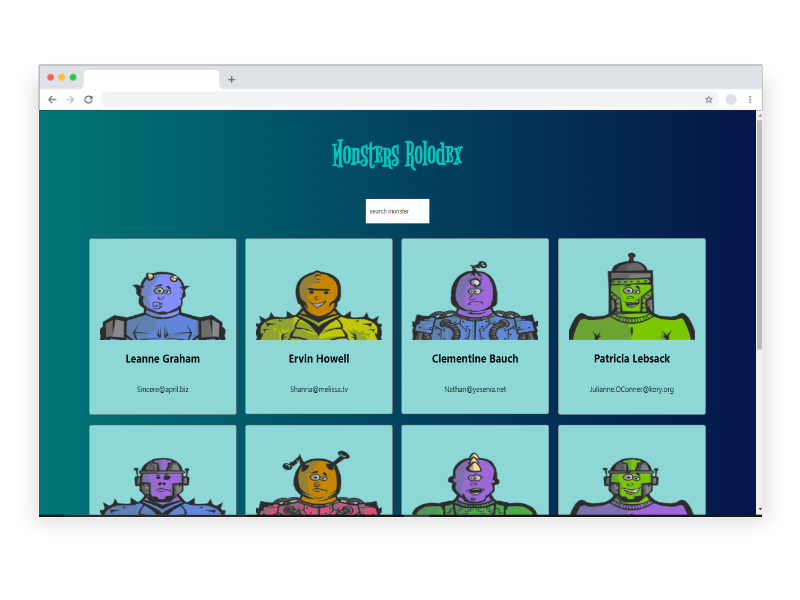 Monsters Rolodex
search monster
Leanne Graham
Ervin Howell
Clementine Bauch
Patricia Lebsack
Sincere@april.biz
Shanna@melissa.tv
Nathan@yesenia.net
Julianne.OConner@kory.org